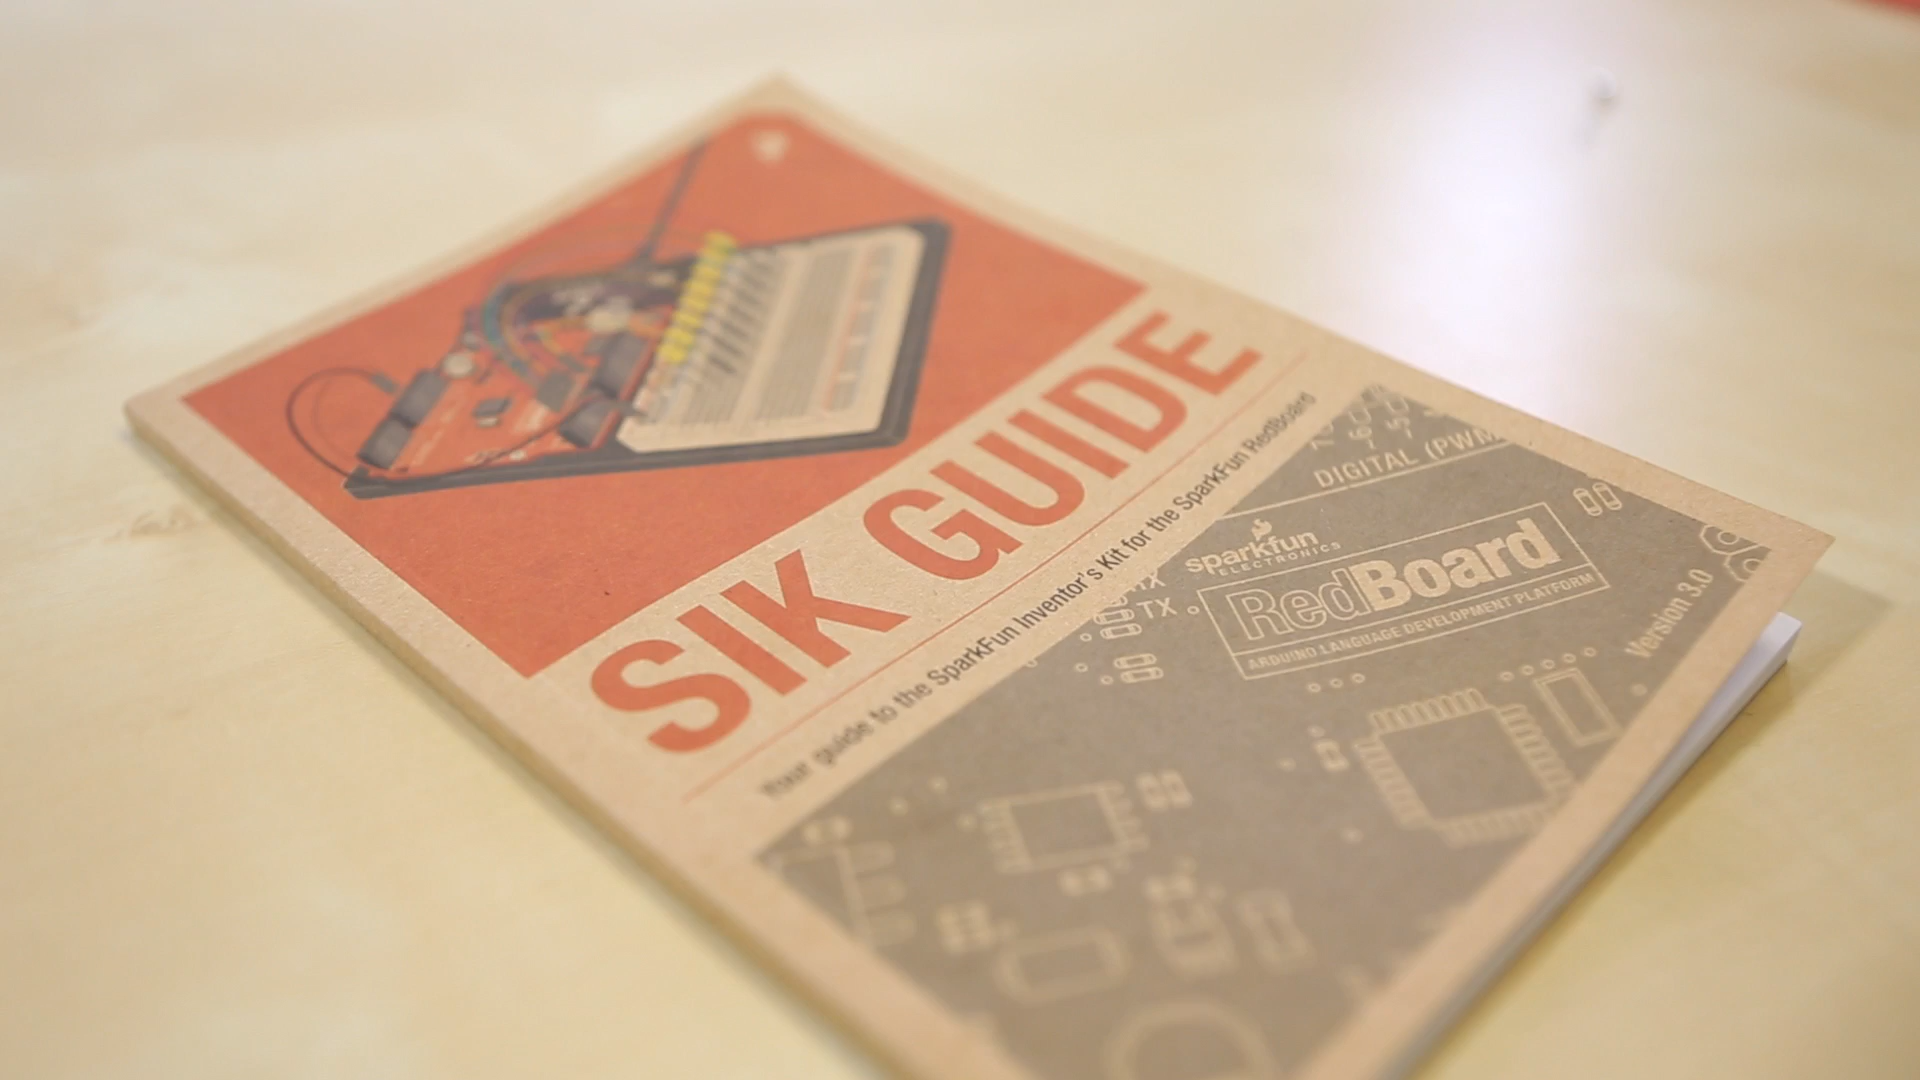 SIK GUIDE
Your guide to the SparkFun Inventor's Kit for the SparkFun RedBoard
DIGITAL (PWM
sparkfun
ELECTRONICS
RX
TX
RedBoard
ARDUINO LANGUAGE DEVELOPMENT PLATFORM
Version 3.0